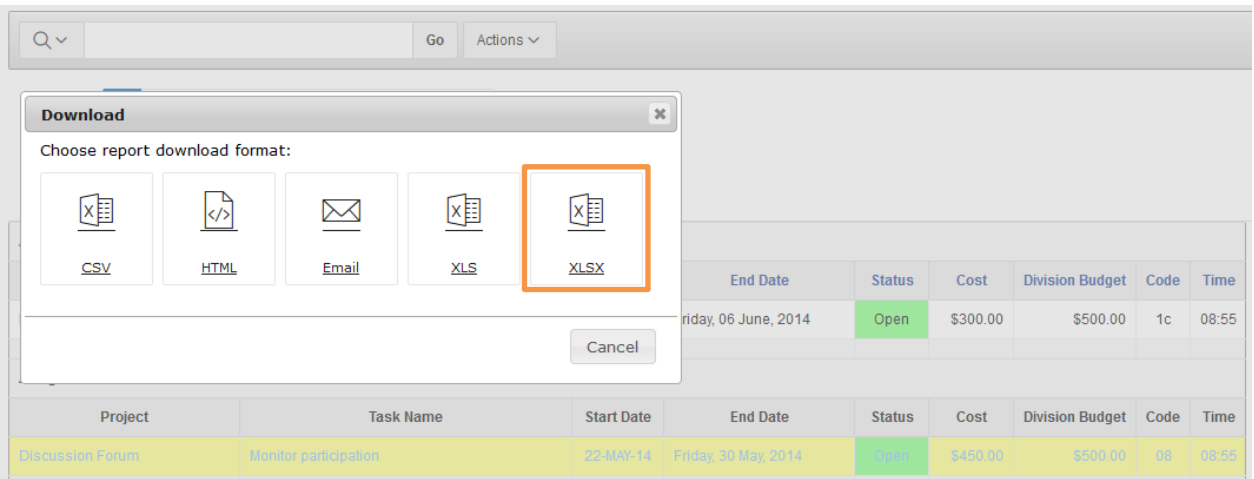 Go Actions
Download
Choose report download format:
CSV HTML Email XLS XLSX
End Date Status Cost Division Budget Code Time
riday, 06 June, 2014 Open $300.00 $500.00 1c 08:55
Cancel
Project Task Name Start Date End Date Status Cost Division Budget Code Time
Discussion Forum Monitor participation 22-MAY-14 Friday, 30 May, 2014 Open $450.00 $500.00 08 08:55